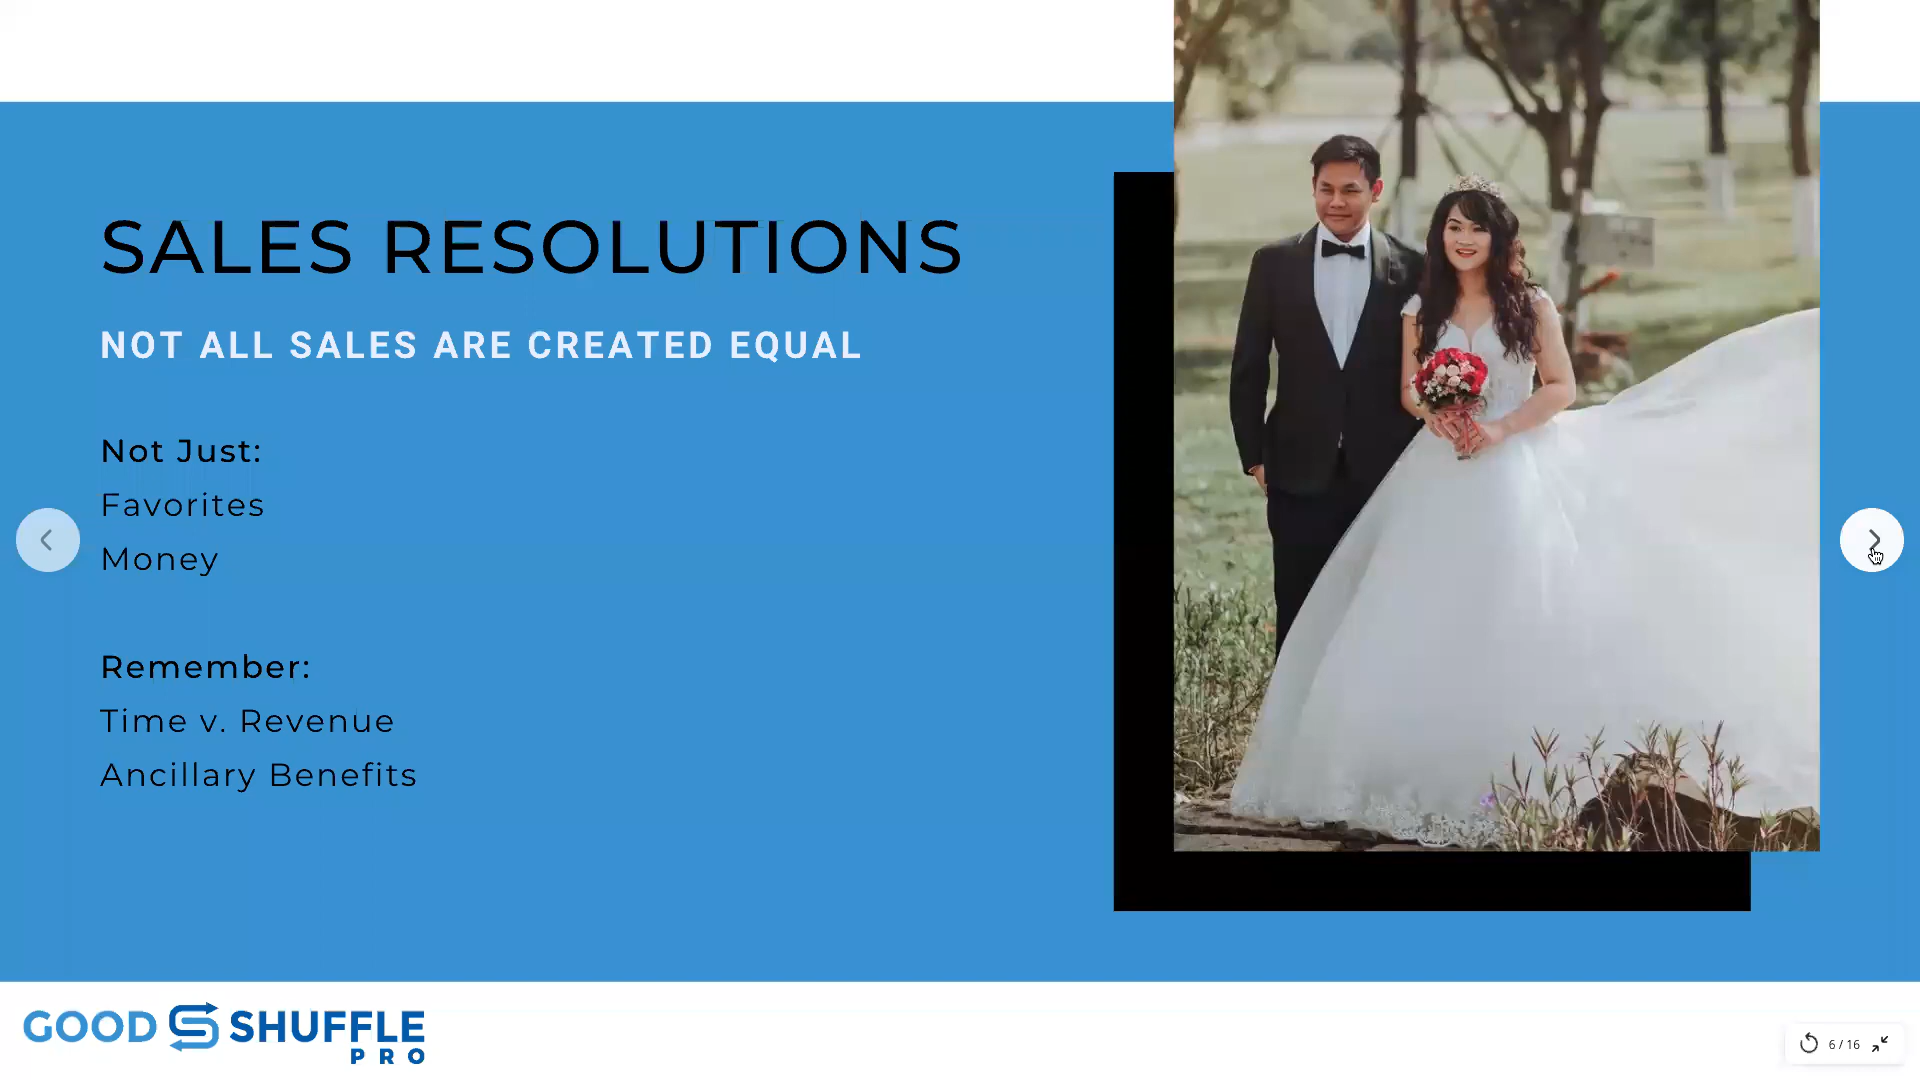 SALES RESOLUTIONS
NOT ALL SALES ARE CREATED EQUAL
Not Just:
Favorites
Money
Remember:
Time v. Revenue
Ancillary Benefits
GOOD SHUFFLE
PRO
6 / 16